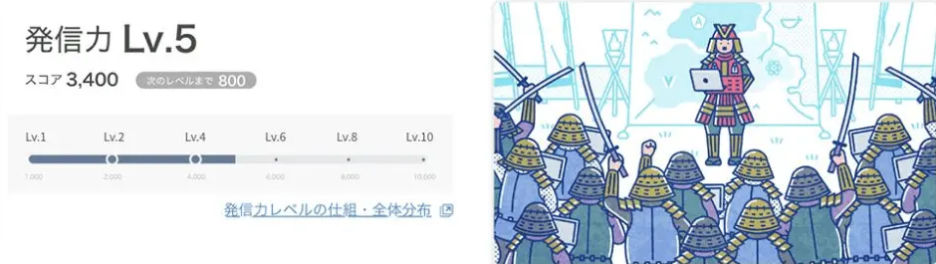 発信力 Lv.5
スコア 3,400 次のレベルまで 800
Lv.1 Lv.2 Lv.4 Lv.6 Lv.8 Lv.10
1,000 2,000 4,000 6,000 8,000 10,000
発信力レベルの仕組・全体分布
A
V